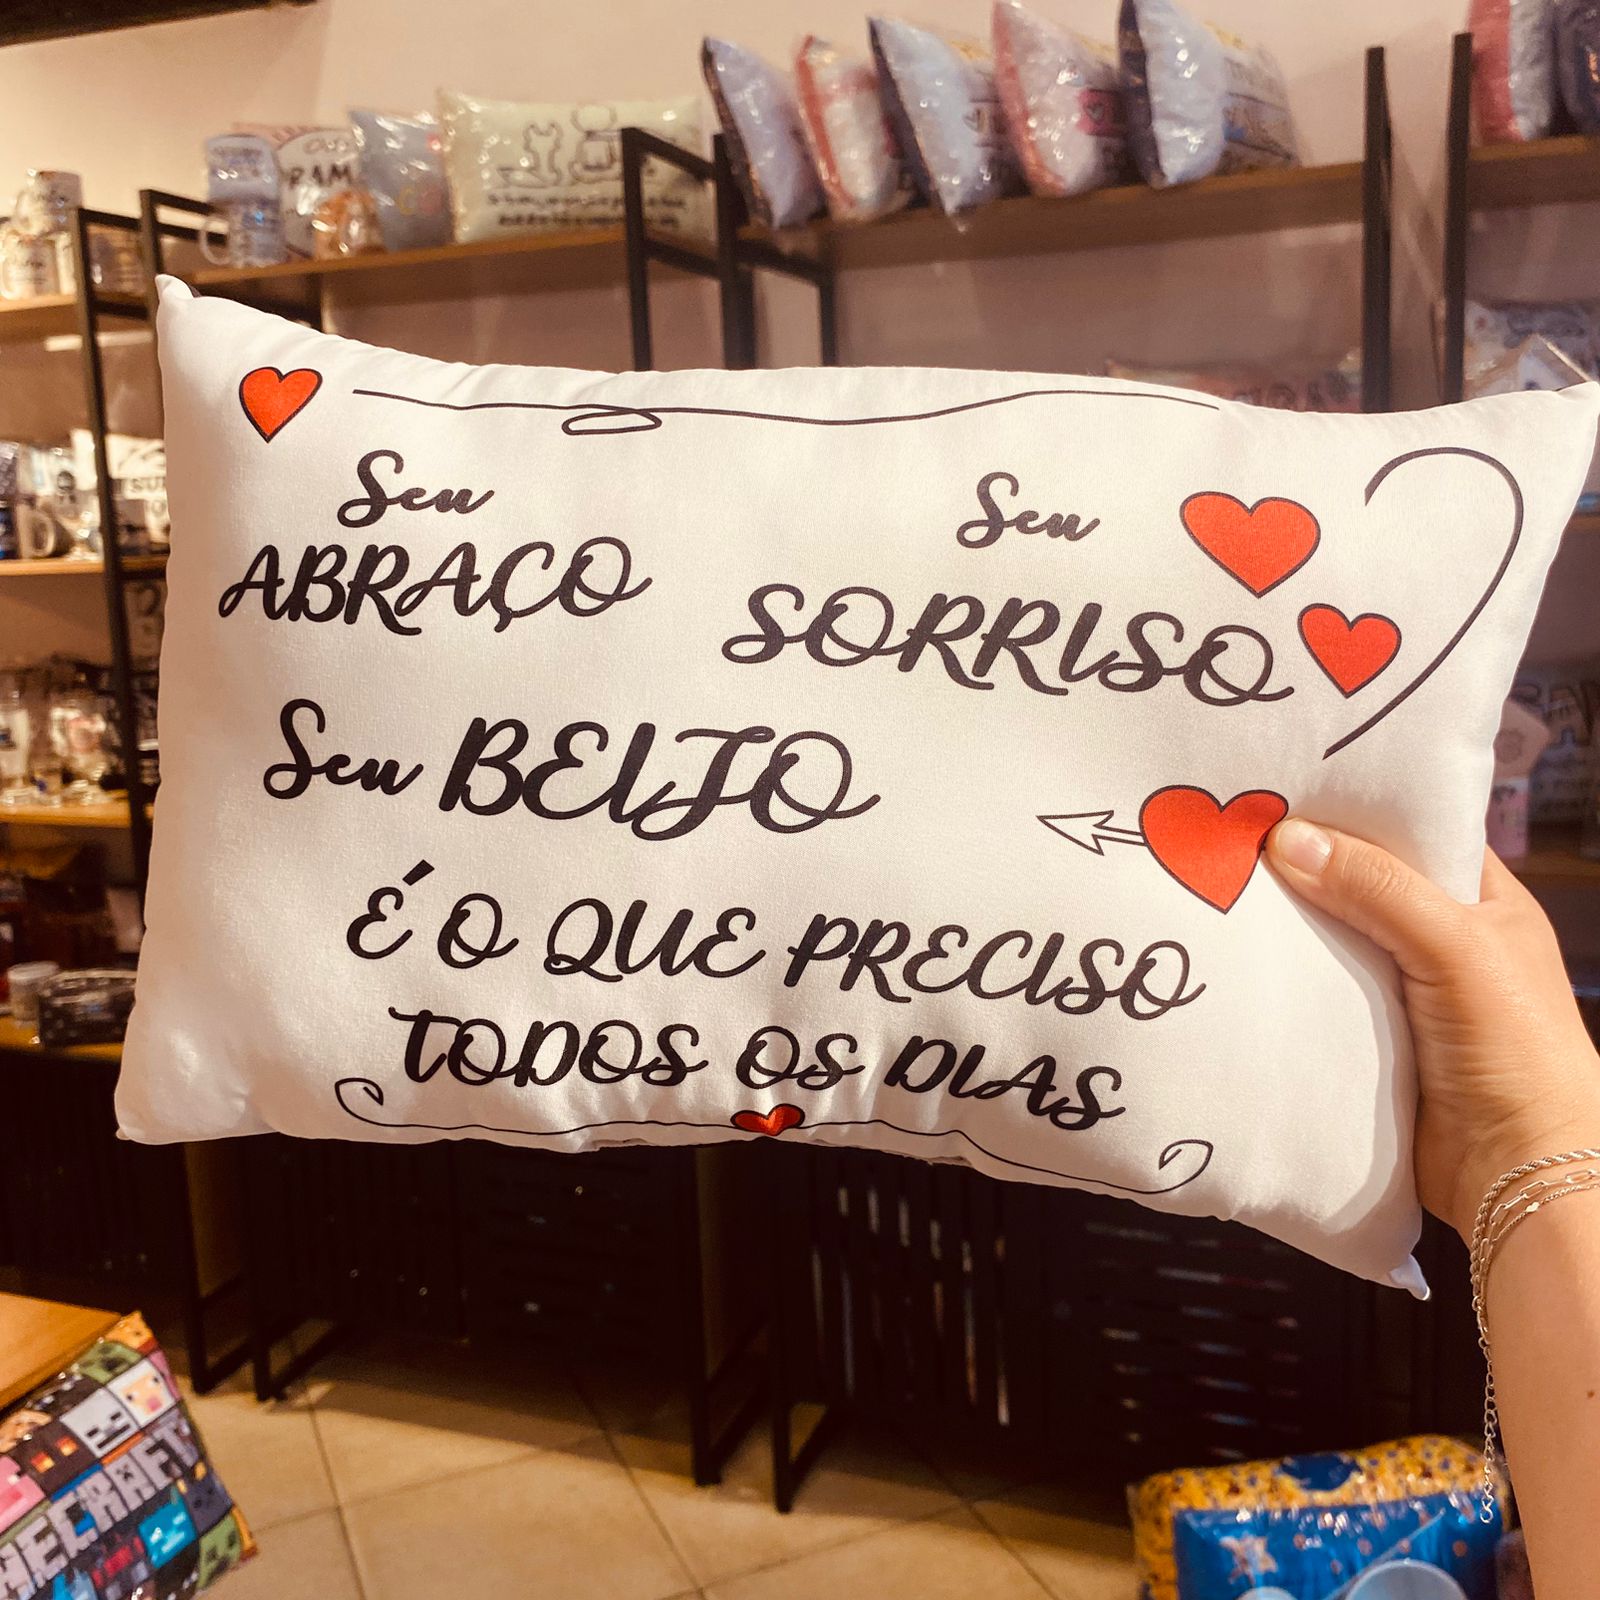 Seu
ABRAÇO
Seu
SORRISO
Seu BEIJO
É O QUE PRECISO
TODOS OS DIAS